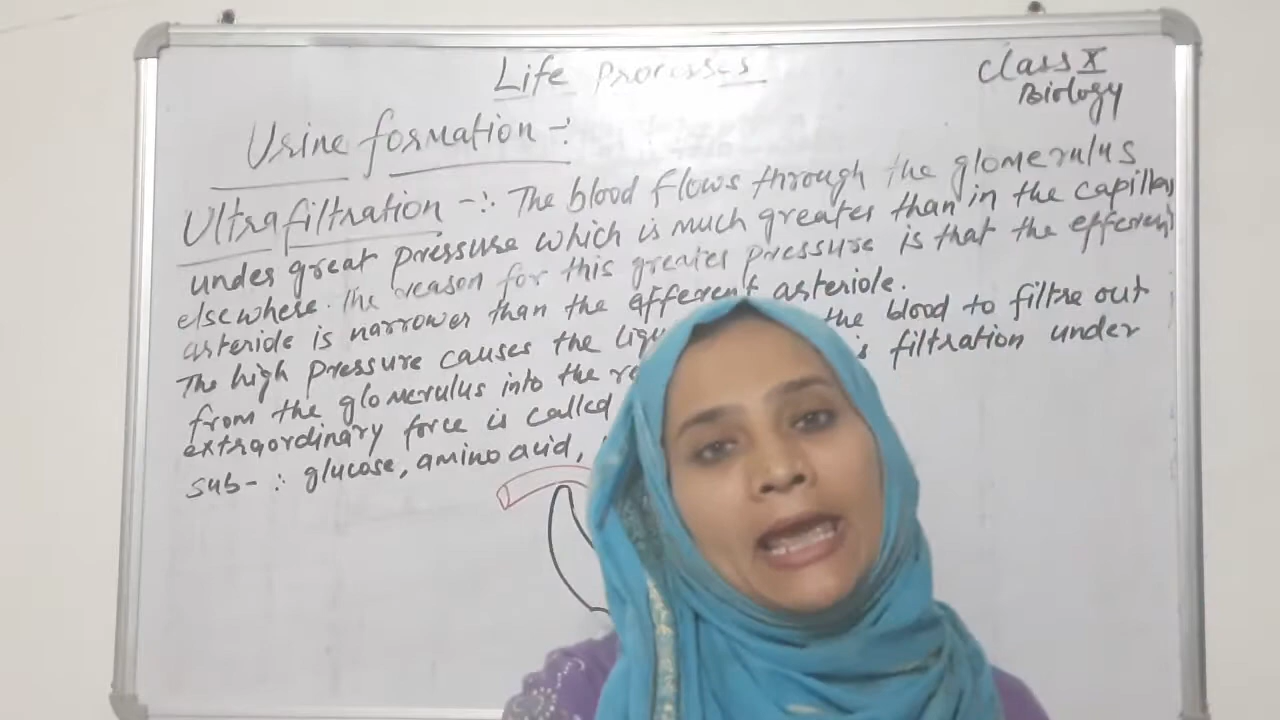 Life Processes
Class X
Biology
Urine formation -:
Ultrafiltration -:. The blood flows through the glomerulus
under great pressure which is much greater than in the capillary
elsewhere. The reason for this greater pressure is that the efferent
arteriole is narrower than the afferent arteriole.
The high pressure causes the the blood to filtre out
from the glomerulus into the filtration under
extraordinary force is called
sub- : glucose, amino acid,